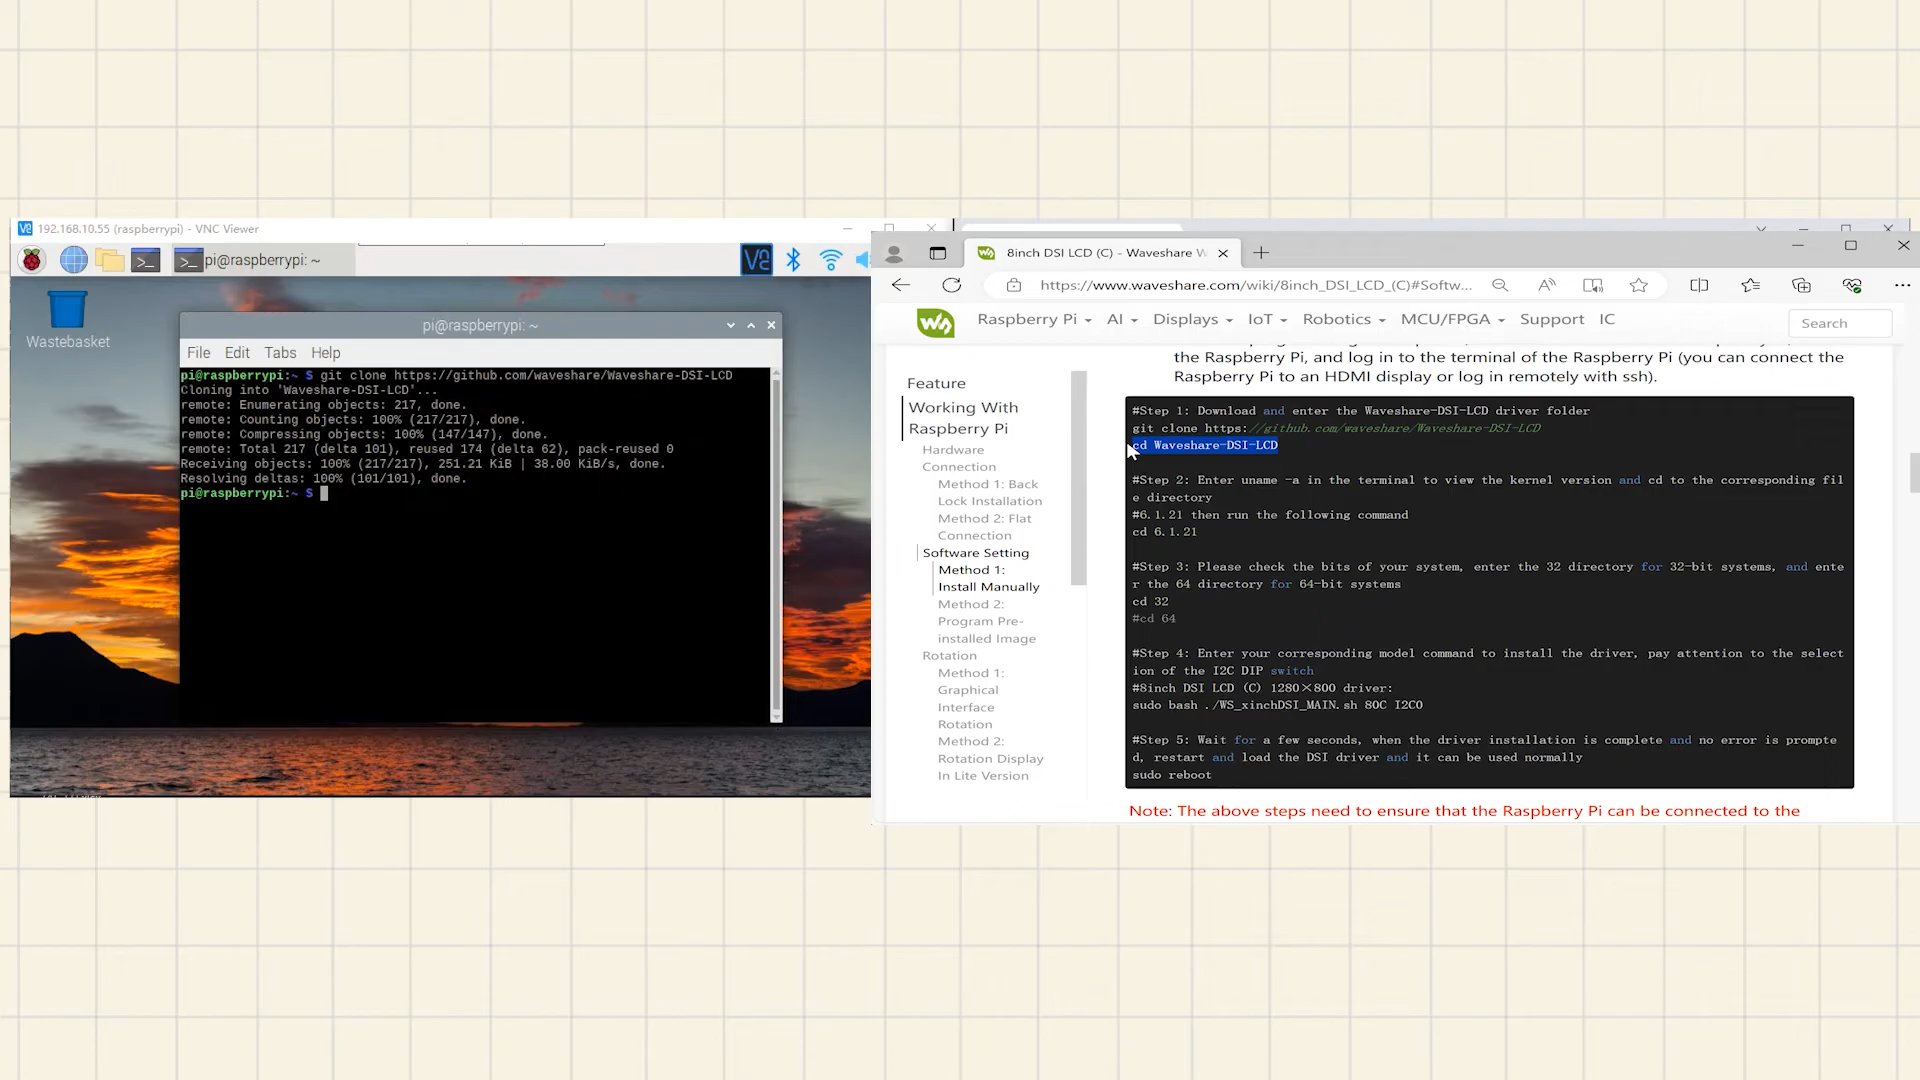 192.168.10.55 (raspberrypi) - VNC Viewer
pi@raspberrypi: ~
Wastebasket
pi@raspberrypi: ~
File Edit Tabs Help
pi@raspberrypi:~ $ git clone https://github.com/waveshare/Waveshare-DSI-LCD
Cloning into 'Waveshare-DSI-LCD'...
remote: Enumerating objects: 217, done.
remote: Counting objects: 100% (217/217), done.
remote: Compressing objects: 100% (147/147), done.
remote: Total 217 (delta 101), reused 174 (delta 62), pack-reused 0
Receiving objects: 100% (217/217), 251.21 KiB | 38.00 KiB/s, done.
Resolving deltas: 100% (101/101), done.
pi@raspberrypi:~ $
8inch DSI LCD (C) - Waveshare W
https://www.waveshare.com/wiki/8inch_DSI_LCD_(C)#Softw...
Raspberry Pi AI Displays IoT Robotics MCU/FPGA Support IC
Search
Feature
Working With
Raspberry Pi
Hardware
Connection
Method 1: Back
Lock Installation
Method 2: Flat
Connection
Software Setting
Method 1:
Install Manually
Method 2:
Program Pre-
installed Image
Rotation
Method 1:
Graphical
Interface
Rotation
Method 2:
Rotation Display
In Lite Version
the Raspberry Pi, and log in to the terminal of the Raspberry Pi (you can connect the
Raspberry Pi to an HDMI display or log in remotely with ssh).
#Step 1: Download and enter the Waveshare-DSI-LCD driver folder
git clone https://github.com/waveshare/Waveshare-DSI-LCD
cd Waveshare-DSI-LCD
#Step 2: Enter uname -a in the terminal to view the kernel version and cd to the corresponding fil
e directory
#6.1.21 then run the following command
cd 6.1.21
#Step 3: Please check the bits of your system, enter the 32 directory for 32-bit systems, and ente
r the 64 directory for 64-bit systems
cd 32
#cd 64
#Step 4: Enter your corresponding model command to install the driver, pay attention to the select
ion of the I2C DIP switch
#8inch DSI LCD (C) 1280×800 driver:
sudo bash ./WS_xinchDSI_MAIN.sh 80C I2C0
#Step 5: Wait for a few seconds, when the driver installation is complete and no error is prompte
d, restart and load the DSI driver and it can be used normally
sudo reboot
Note: The above steps need to ensure that the Raspberry Pi can be connected to the